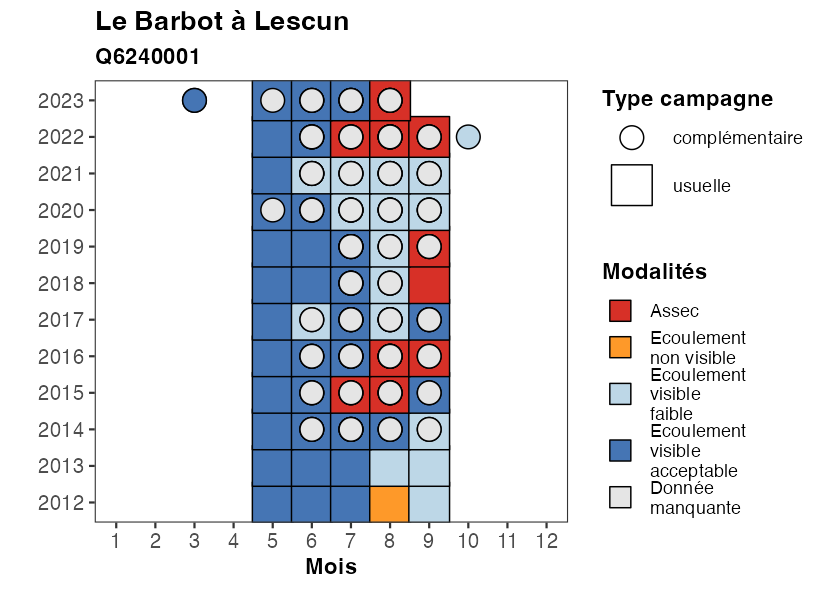 Le Barbot à Lescun
Q6240001
2023
2022
2021
2020
2019
2018
2017
2016
2015
2014
2013
2012
1 2 3 4 5 6 7 8 9 10 11 12
Mois
Type campagne
complémentaire
usuelle
Modalités
Assec
Ecoulement
non visible
Ecoulement
visible
faible
Ecoulement
visible
acceptable
Donnée
manquante